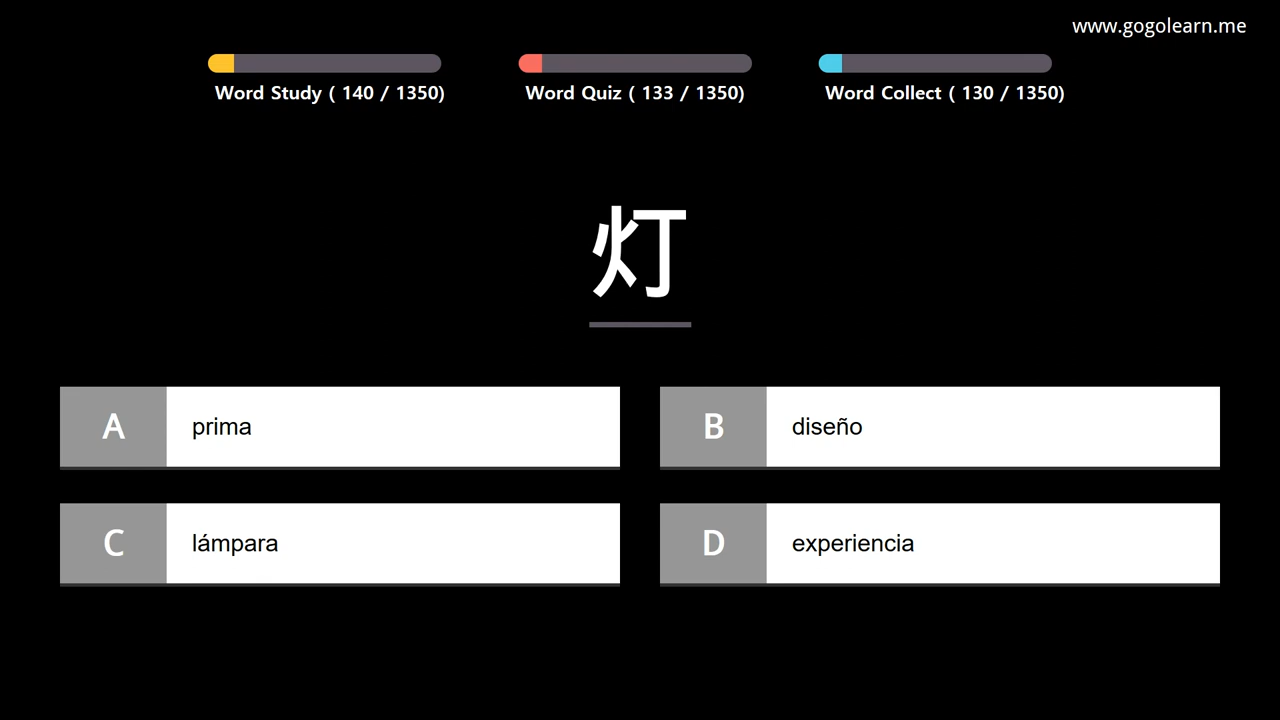 www.gogolearn.me
Word Study ( 140 / 1350)
Word Quiz ( 133 / 1350)
Word Collect ( 130 / 1350)
灯
A prima
B diseño
C lámpara
D experiencia